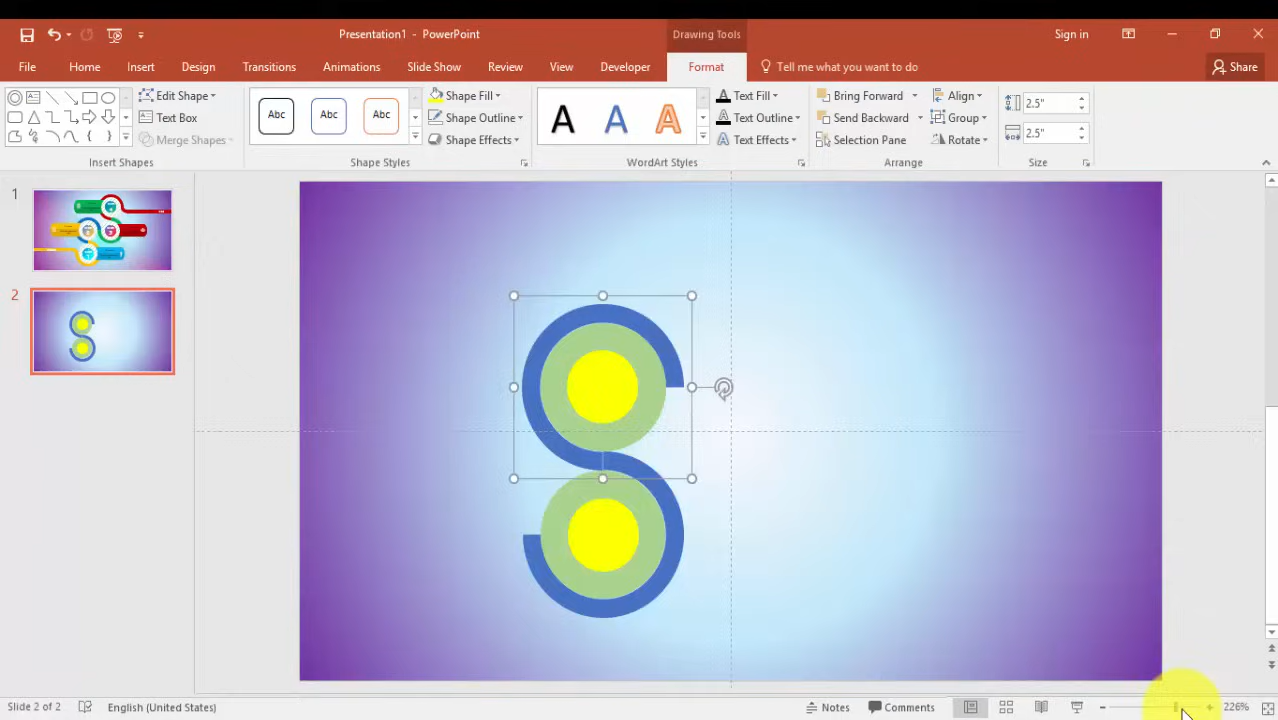 Presentation1 - PowerPoint
Drawing Tools
Sign in
File
Home
Insert
Design
Transitions
Animations
Slide Show
Review
View
Developer
Format
Tell me what you want to do
Share
Edit Shape
Text Box
Merge Shapes
Insert Shapes
Abc
Abc
Abc
Shape Fill
Shape Outline
Shape Effects
Shape Styles
A
A
A
Text Fill
Text Outline
Text Effects
WordArt Styles
Bring Forward
Send Backward
Selection Pane
Align
Group
Rotate
Arrange
2.5"
2.5"
Size
1
2
Slide 2 of 2
English (United States)
Notes
Comments
226%